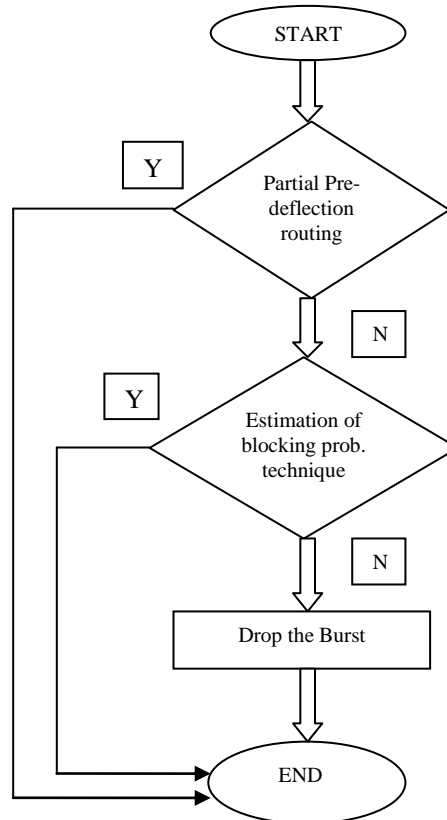 START
Y
Partial Pre-
deflection
routing
N
Y
Estimation of
blocking prob.
technique
N
Drop the Burst
END